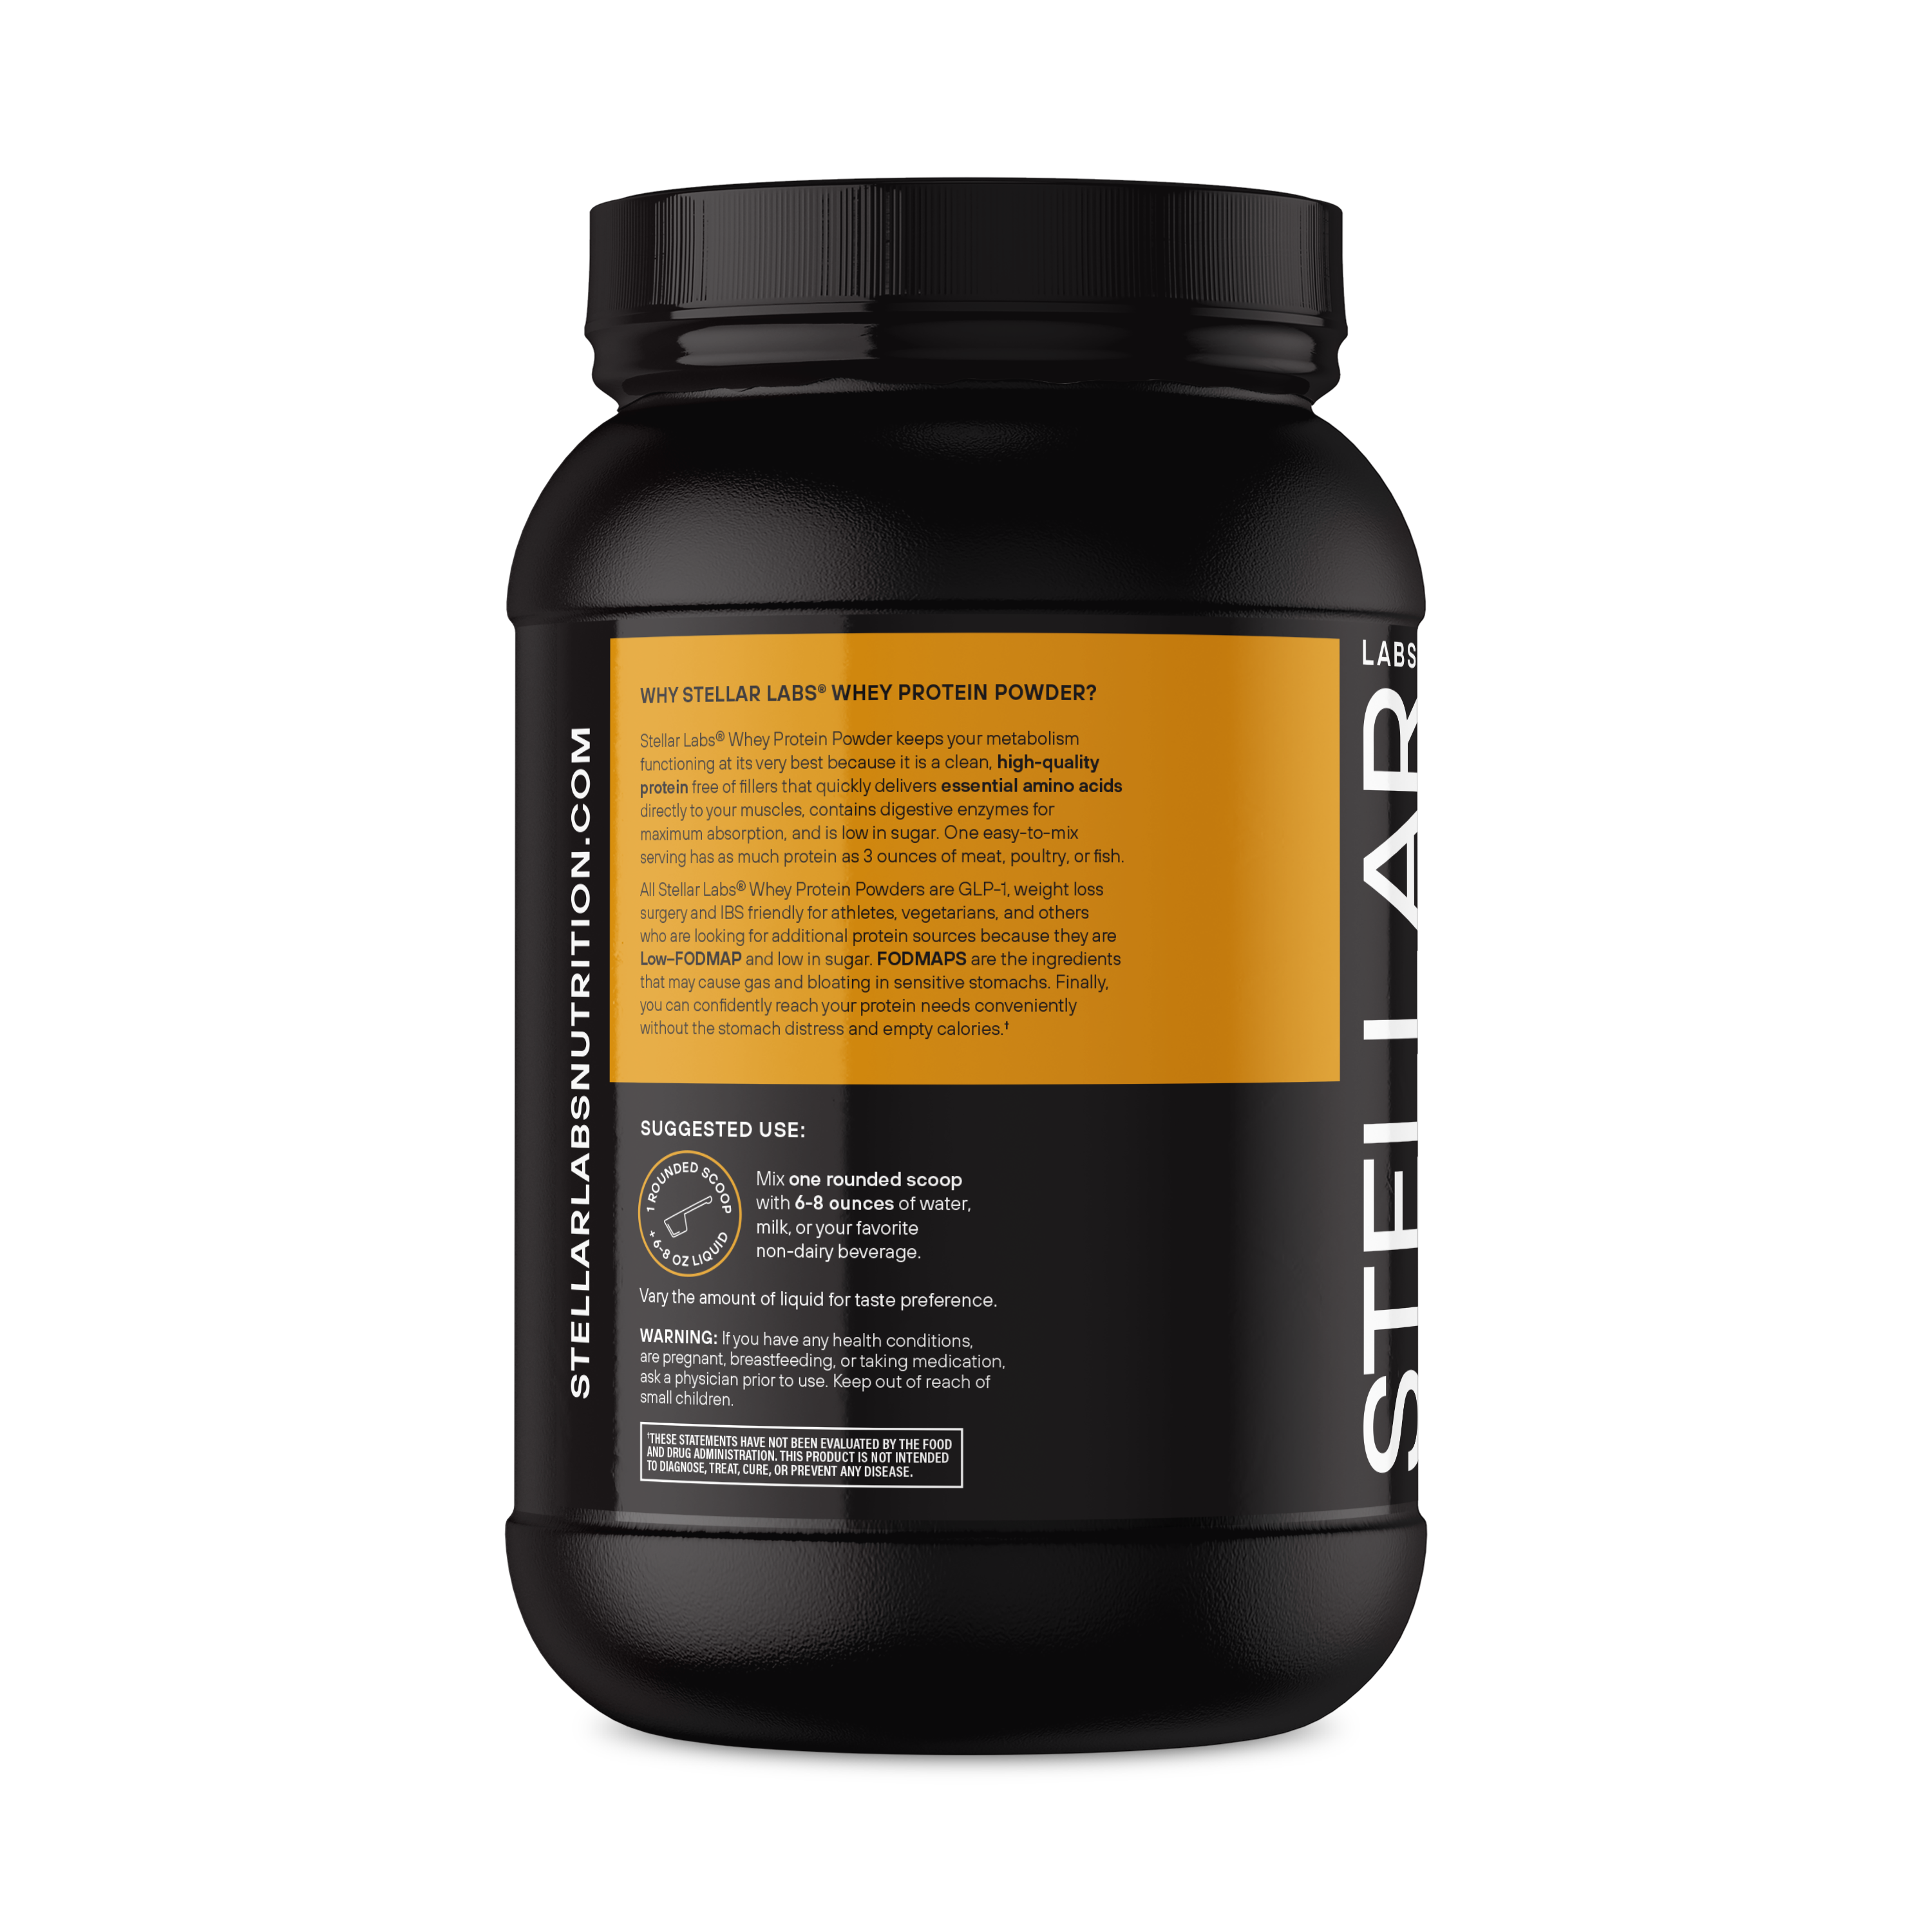 STELLARLABSNUTRITION.COM
WHY STELLAR LABS® WHEY PROTEIN POWDER?
Stellar Labs® Whey Protein Powder keeps your metabolism
functioning at its very best because it is a clean, high-quality
protein free of fillers that quickly delivers essential amino acids
directly to your muscles, contains digestive enzymes for
maximum absorption, and is low in sugar. One easy-to-mix
serving has as much protein as 3 ounces of meat, poultry, or fish.
All Stellar Labs® Whey Protein Powders are GLP-1, weight loss
surgery and IBS friendly for athletes, vegetarians, and others
who are looking for additional protein sources because they are
Low-FODMAP and low in sugar. FODMAPS are the ingredients
that may cause gas and bloating in sensitive stomachs. Finally,
you can confidently reach your protein needs conveniently
without the stomach distress and empty calories.†
SUGGESTED USE:
1 ROUNDED SCOOP
+ 6-8 OZ LIQUID
Mix one rounded scoop
with 6-8 ounces of water,
milk, or your favorite
non-dairy beverage.
Vary the amount of liquid for taste preference.
WARNING: If you have any health conditions,
are pregnant, breastfeeding, or taking medication,
ask a physician prior to use. Keep out of reach of
small children.
†THESE STATEMENTS HAVE NOT BEEN EVALUATED BY THE FOOD
AND DRUG ADMINISTRATION. THIS PRODUCT IS NOT INTENDED
TO DIAGNOSE, TREAT, CURE, OR PREVENT ANY DISEASE.
STELLAR
LABS